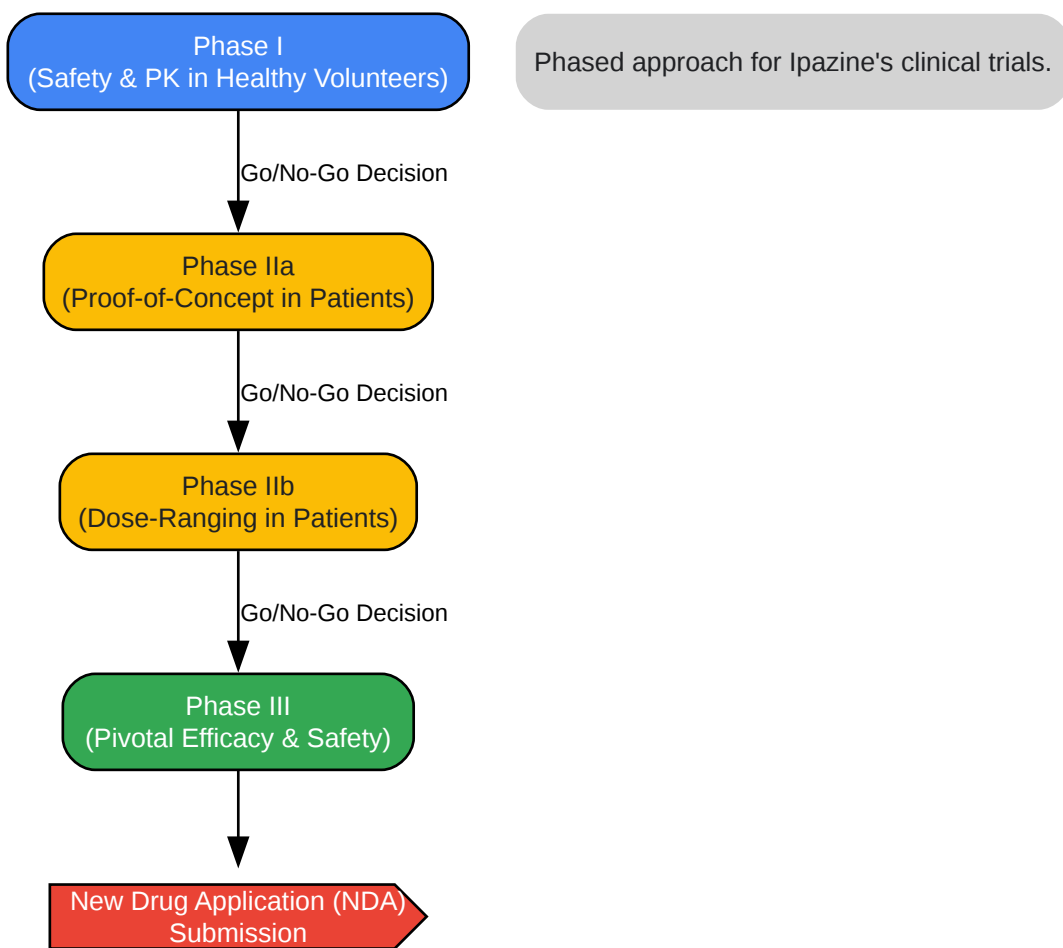 Phase I
(Safety & PK in Healthy Volunteers)
Phased approach for Ipazine's clinical trials.
Go/No-Go Decision
Phase IIa
(Proof-of-Concept in Patients)
Go/No-Go Decision
Phase IIb
(Dose-Ranging in Patients)
Go/No-Go Decision
Phase III
(Pivotal Efficacy & Safety)
New Drug Application (NDA)
Submission